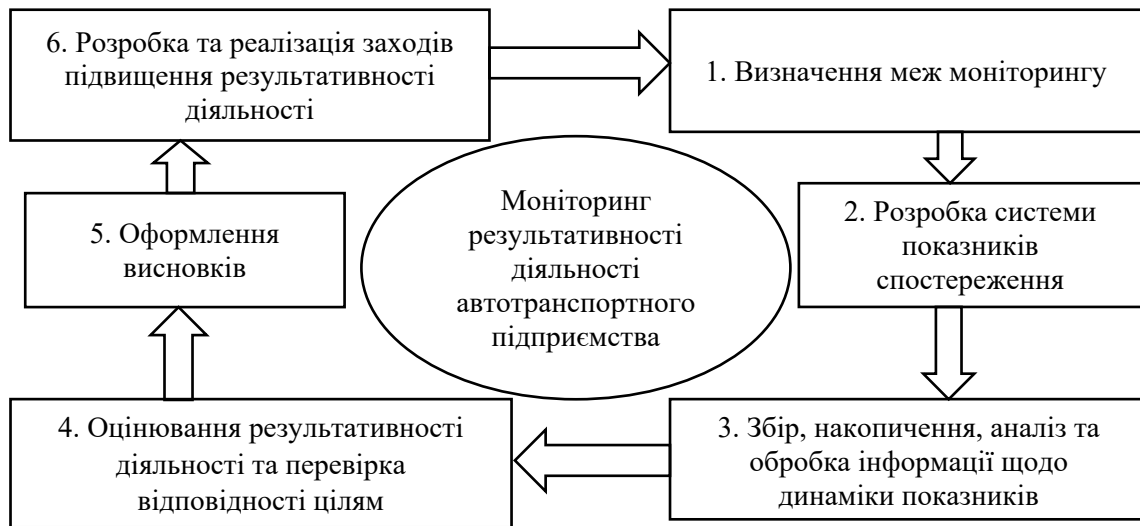 6. Розробка та реалізація заходів
підвищення результативності
діяльності
1. Визначення меж моніторингу
Моніторинг
результативності
діяльності
автотранспортного
підприємства
5. Оформлення
висновків
2. Розробка системи
показників
спостереження
4. Оцінювання результативності
діяльності та перевірка
відповідності цілям
3. Збір, накопичення, аналіз та
обробка інформації щодо
динаміки показників